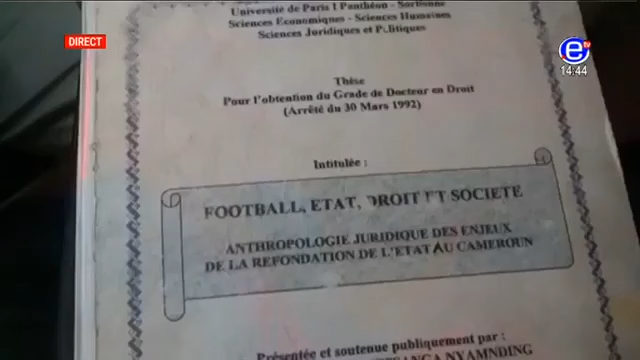 Université de Paris I Panthéon - Sorbonne
Sciences Economiques - Sciences Humaines
Sciences Juridiques et Politiques
DIRECT
e tv
14:44
Thèse
Pour l'obtention du Grade de Docteur en Droit
(Arrêté du 30 Mars 1992)
Intitulée :
FOOTBALL, ETAT, DROIT ET SOCIETE
ANTHROPOLOGIE JURIDIQUE DES ENJEUX
DE LA REFONDATION DE L'ETAT AU CAMEROUN
Présentée et soutenue publiquement par :
NYAMNDING